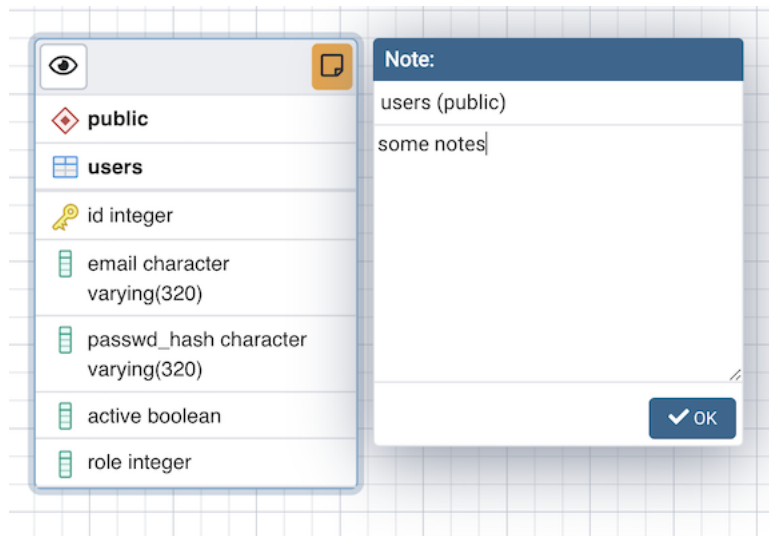 public
users
id integer
email character
varying(320)
passwd_hash character
varying(320)
active boolean
role integer
Note:
users (public)
some notes
OK